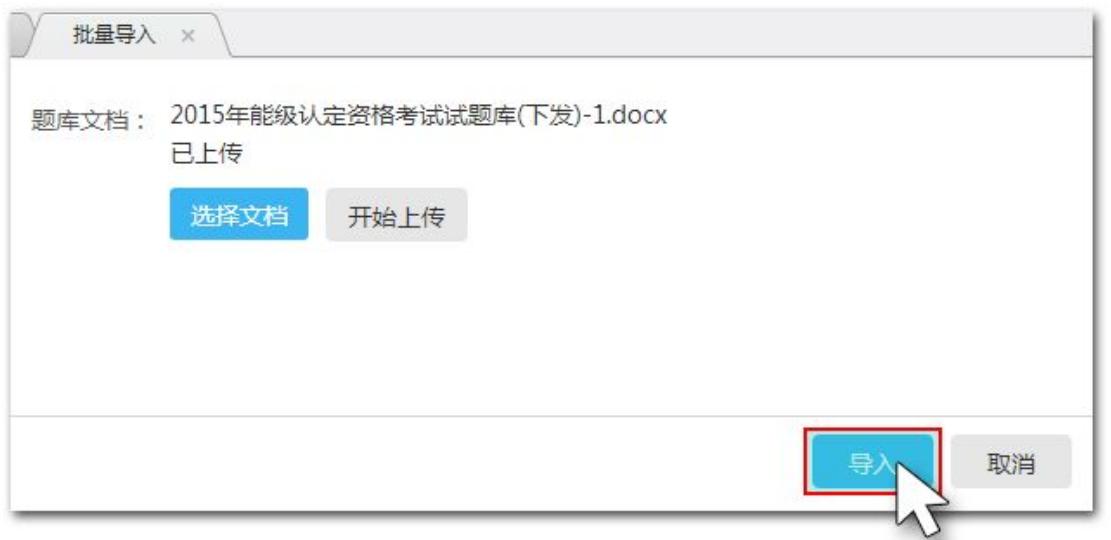 批量导入 ×
题库文档： 2015年能级认定资格考试试题库(下发)-1.docx
已上传
选择文档 开始上传
导入 取消